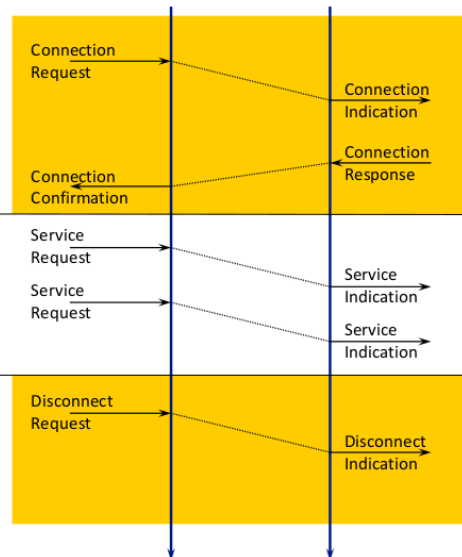 Connection
Request
Connection
Indication
Connection
Response
Connection
Confirmation
Service
Request
Service
Indication
Service
Request
Service
Indication
Disconnect
Request
Disconnect
Indication